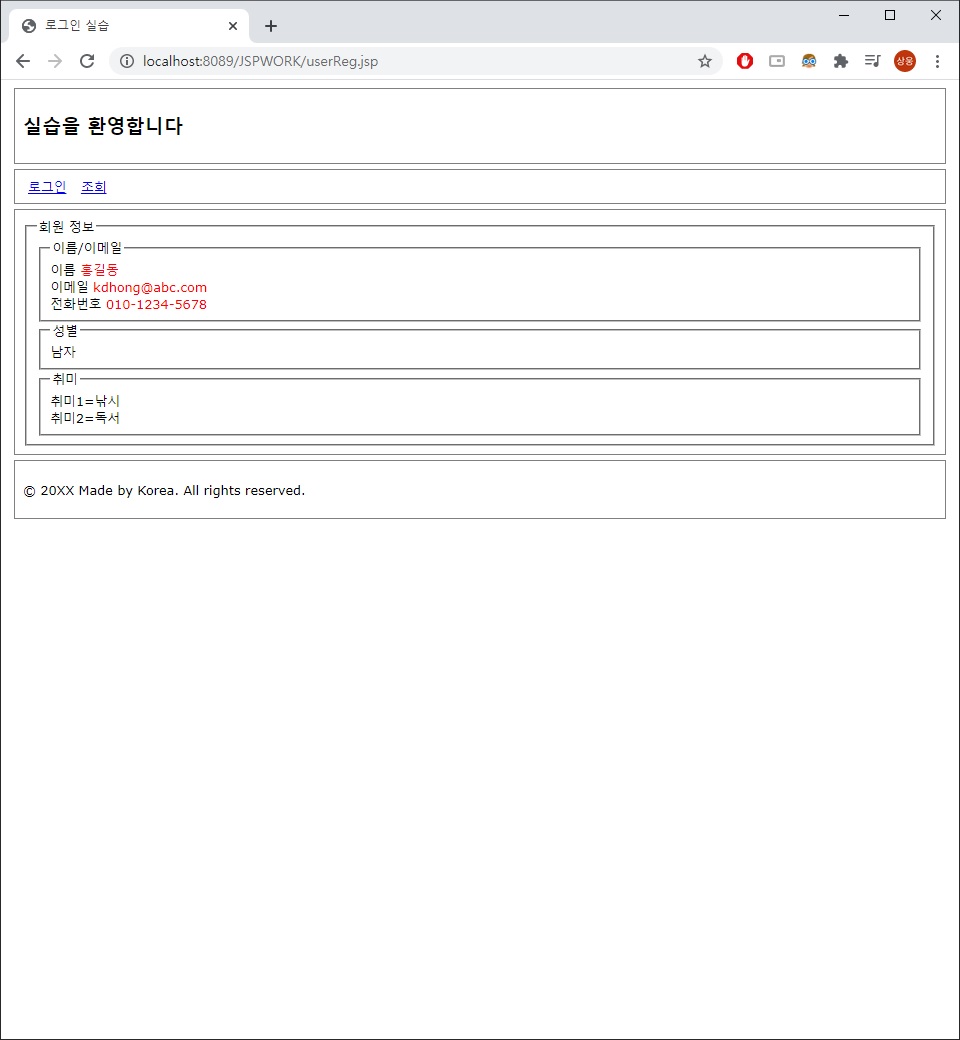 로그인 실습
localhost:8089/JSPWORK/userReg.jsp
상웅
실습을 환영합니다
로그인 조회
회원 정보
이름/이메일
이름 홍길동
이메일 kdhong@abc.com
전화번호 010-1234-5678
성별
남자
취미
취미1=낚시
취미2=독서
© 20XX Made by Korea. All rights reserved.